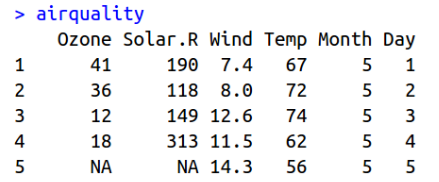 > airquality
Ozone Solar.R Wind Temp Month Day
1 41 190 7.4 67 5 1
2 36 118 8.0 72 5 2
3 12 149 12.6 74 5 3
4 18 313 11.5 62 5 4
5 NA NA 14.3 56 5 5